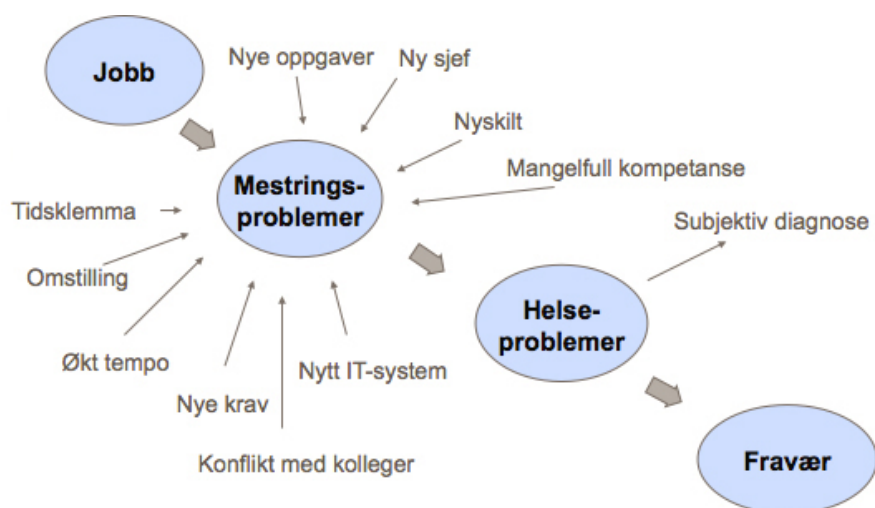 Jobb
Nye oppgaver
Ny sjef
Nyskilt
Mangelfull kompetanse
Mestrings-
problemer
Tidsklemma
Subjektiv diagnose
Omstilling
Helse-
problemer
Økt tempo
Nytt IT-system
Nye krav
Konflikt med kolleger
Fravær